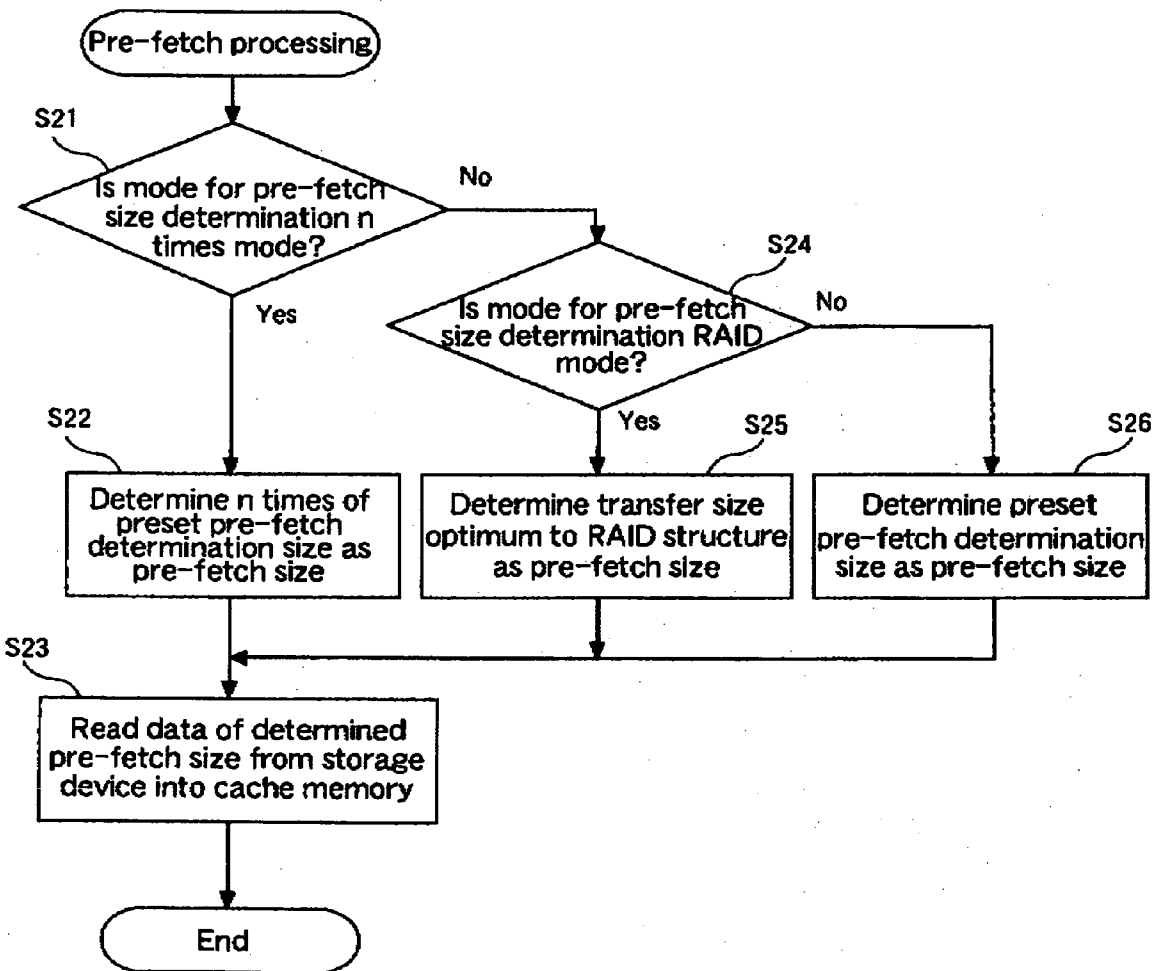 Pre-fetch processing
S21
Is mode for pre-fetch
size determination n
times mode?
No
Yes
S24
Is mode for pre-fetch
size determination RAID
mode?
No
Yes
S22
Determine n times of
preset pre-fetch
determination size as
pre-fetch size
S25
Determine transfer size
optimum to RAID structure
as pre-fetch size
S26
Determine preset
pre-fetch determination
size as pre-fetch size
S23
Read data of determined
pre-fetch size from storage
device into cache memory
End